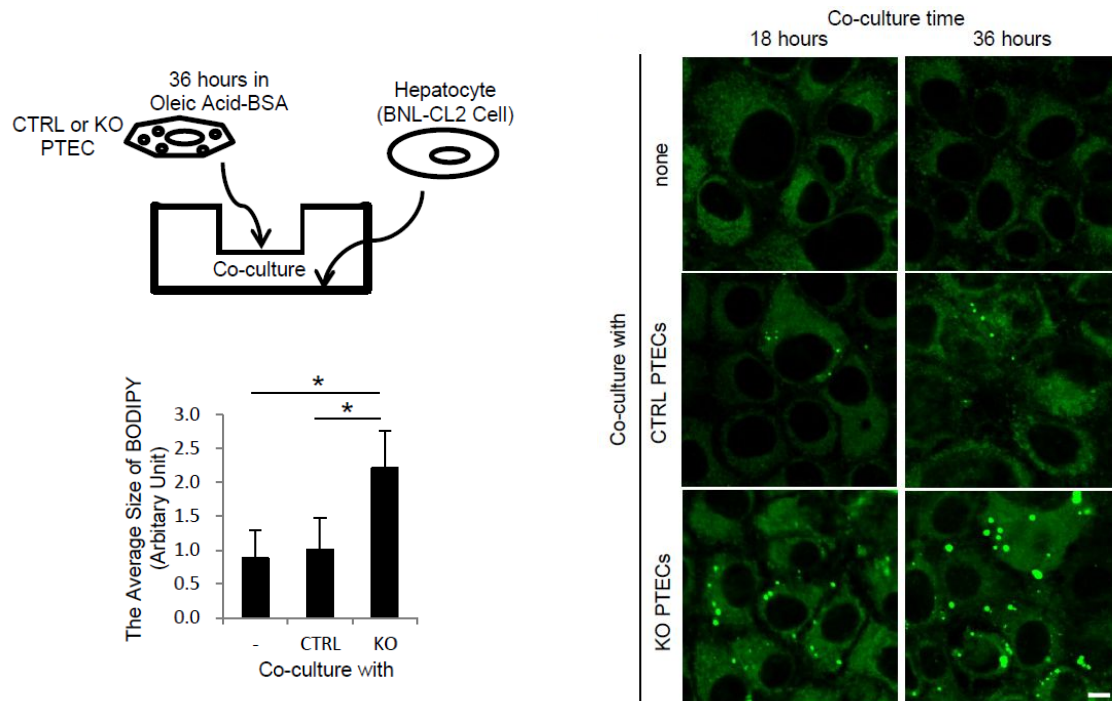 36 hours in
Oleic Acid-BSA
CTRL or KO
PTEC
Hepatocyte
(BNL-CL2 Cell)
Co-culture
The Average Size of BODIPY
(Arbitary Unit)
*
*
3.0
2.5
2.0
1.5
1.0
0.5
0.0
- CTRL KO
Co-culture with
Co-culture time
18 hours 36 hours
none
Co-culture with
CTRL PTECs
KO PTECs